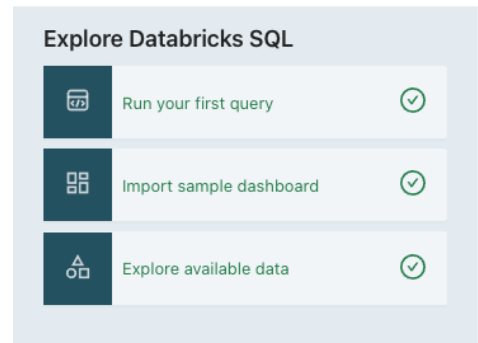 Explore Databricks SQL
Run your first query
Import sample dashboard
Explore available data